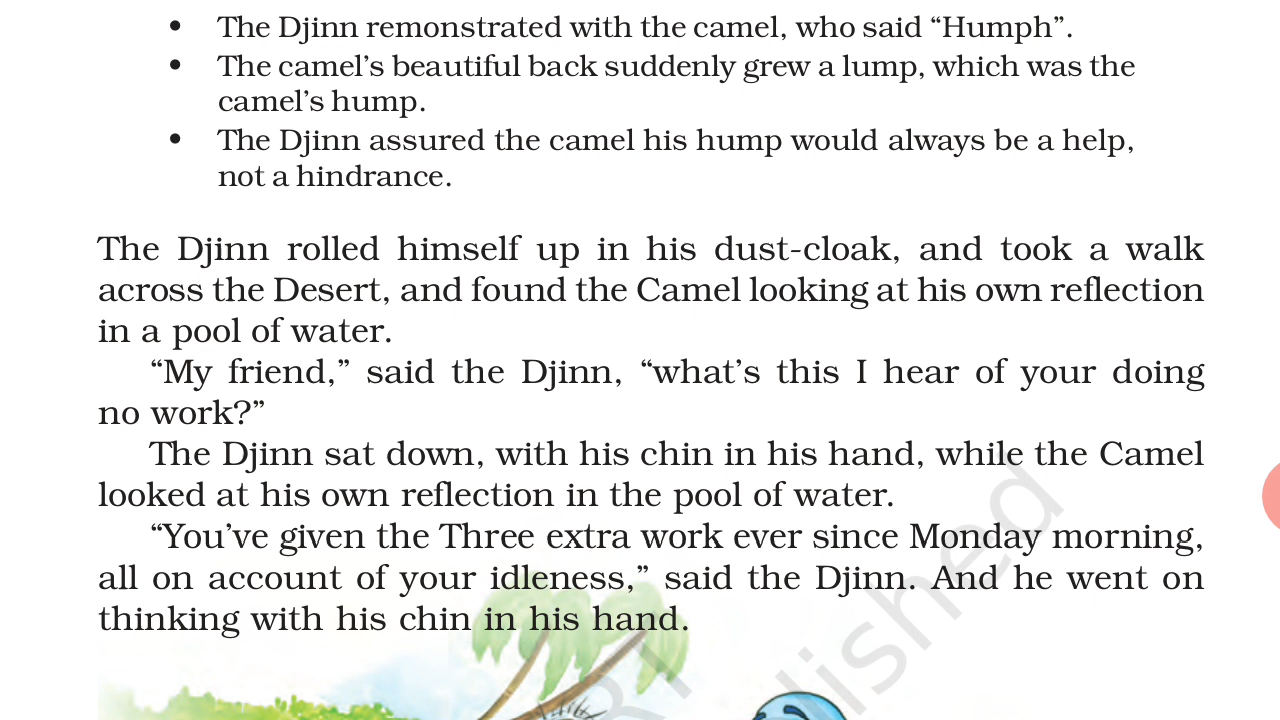 • The Djinn remonstrated with the camel, who said “Humph”.
• The camel’s beautiful back suddenly grew a lump, which was the
camel’s hump.
• The Djinn assured the camel his hump would always be a help,
not a hindrance.
The Djinn rolled himself up in his dust-cloak, and took a walk
across the Desert, and found the Camel looking at his own reflection
in a pool of water.
“My friend,” said the Djinn, “what’s this I hear of your doing
no work?”
The Djinn sat down, with his chin in his hand, while the Camel
looked at his own reflection in the pool of water.
“You’ve given the Three extra work ever since Monday morning,
all on account of your idleness,” said the Djinn. And he went on
thinking with his chin in his hand.